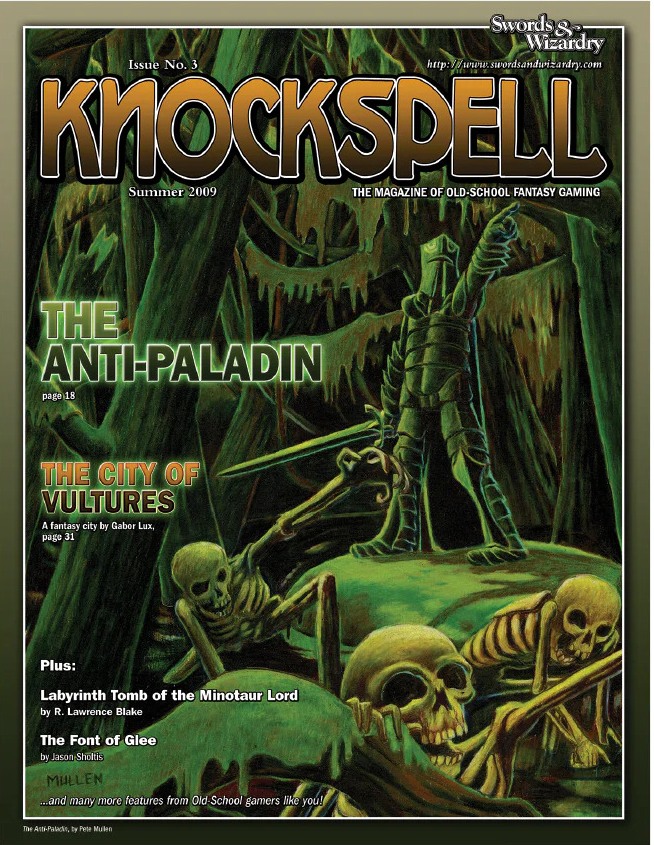 Swords &
Wizardry
Issue No. 3
http://www.swordsandwizardry.com
KNOCKSPELL
Summer 2009
THE MAGAZINE OF OLD-SCHOOL FANTASY GAMING
THE
ANTI-PALADIN
page 18
THE CITY OF
VULTURES
A fantasy city by Gabor Lux,
page 31
Plus:
Labyrinth Tomb of the Minotaur Lord
by R. Lawrence Blake
The Font of Glee
by Jason Sholtis
MULLEN
...and many more features from Old-School gamers like you!
The Anti-Paladin, by Pete Mullen